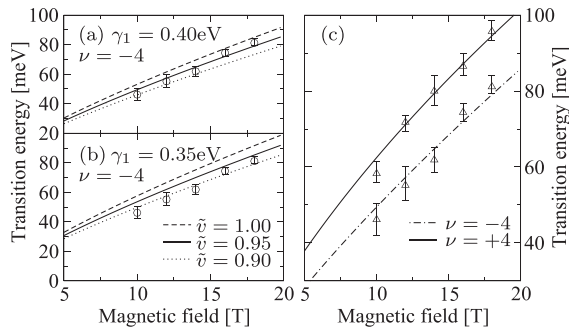 (a) γ₁ = 0.40eV
ν = −4
100
80
60
40
20
(b) γ₁ = 0.35eV
ν = −4
80
60
40
20
0
ṽ = 1.00
ṽ = 0.95
ṽ = 0.90
5 10 15 20
Magnetic field [T]
Transition energy [meV]
(c)
ν = −4
ν = +4
100
80
60
40
5 10 15 20
Magnetic field [T]
Transition energy [meV]